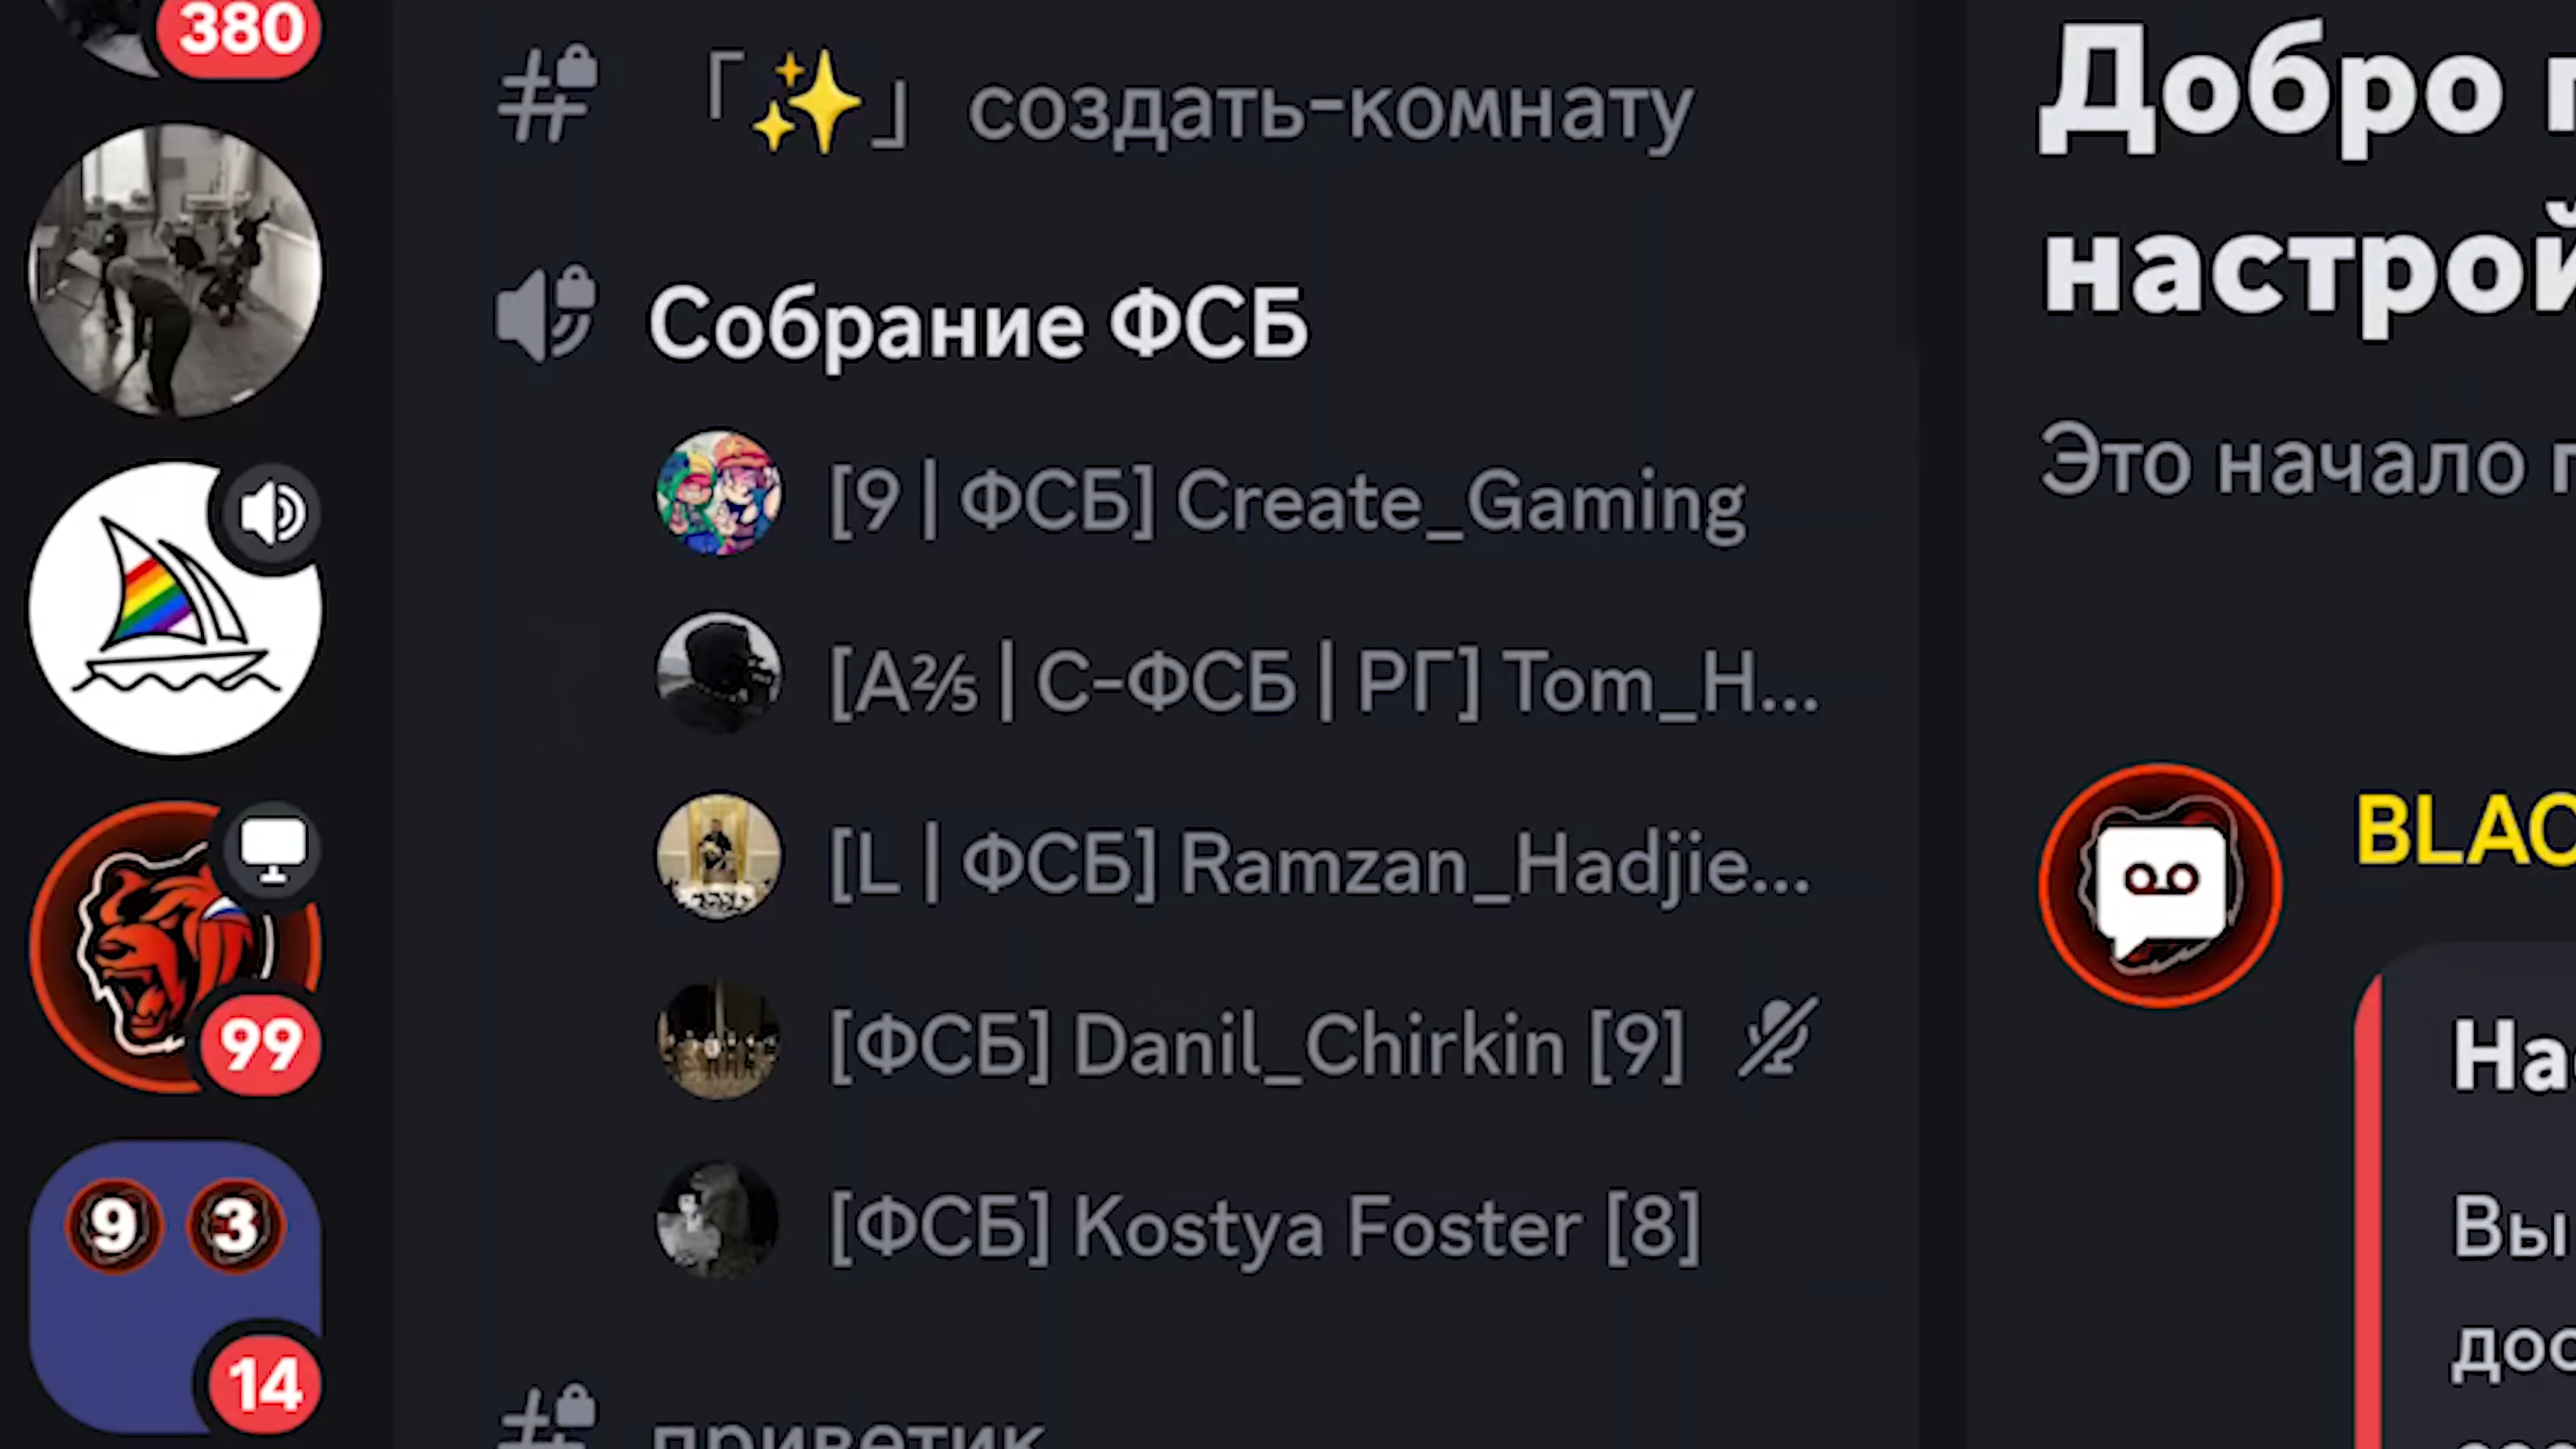 380
「✨」 создать-комнату
Собрание ФСБ
[9 | ФСБ] Create_Gaming
[A⅖ | С-ФСБ | РГ] Tom_H...
[L | ФСБ] Ramzan_Hadjie...
[ФСБ] Danil_Chirkin [9]
[ФСБ] Kostya Foster [8]
приветик
99
9 3
14
Добро
настрой
Это начало
BLAC
На
Вы
дос